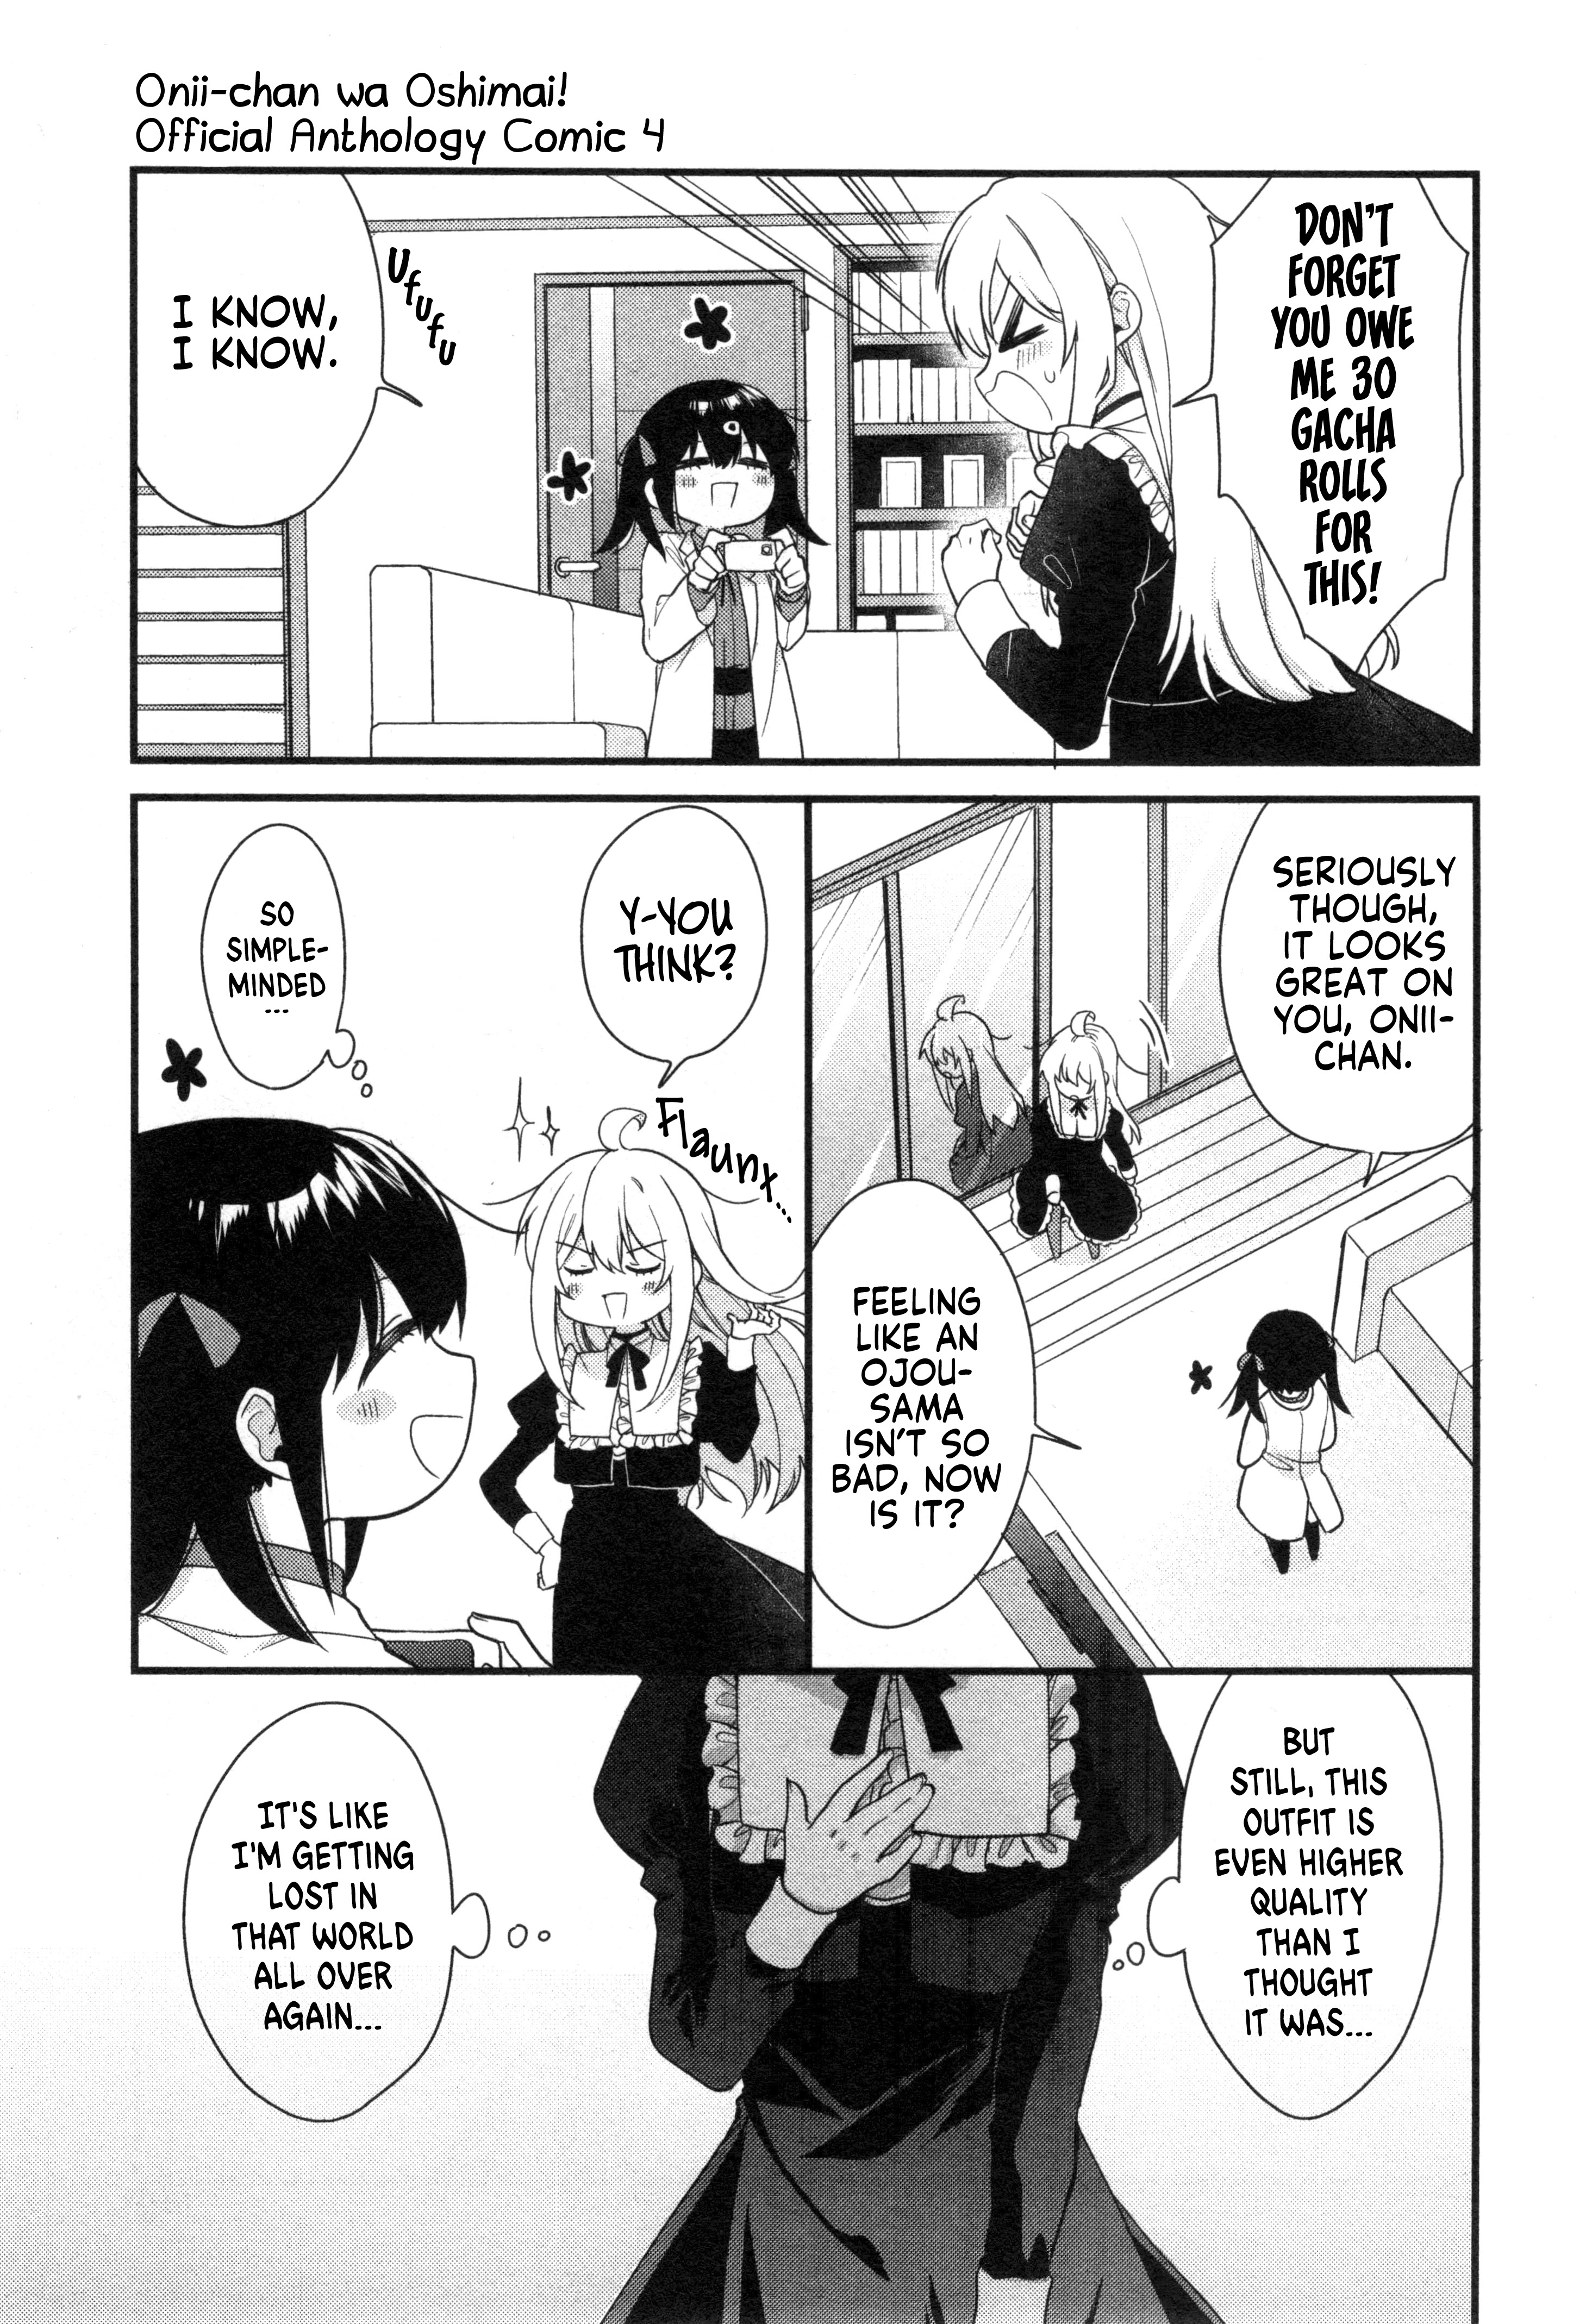 Onii-chan wa Oshimai!
Official Anthology Comic 4
DON'T
FORGET
YOU OWE
ME 30
GACHA
ROLLS
FOR
THIS!
Ufufufu
I KNOW,
I KNOW.
SERIOUSLY
THOUGH,
IT LOOKS
GREAT ON
YOU, ONII-
CHAN.
FEELING
LIKE AN
OJOU-
SAMA
ISN'T SO
BAD, NOW
IS IT?
Y-YOU
THINK?
Flaunx...
SO
SIMPLE-
MINDED
...
BUT
STILL, THIS
OUTFIT IS
EVEN HIGHER
QUALITY
THAN I
THOUGHT
IT WAS...
IT'S LIKE
I'M GETTING
LOST IN
THAT WORLD
ALL OVER
AGAIN...